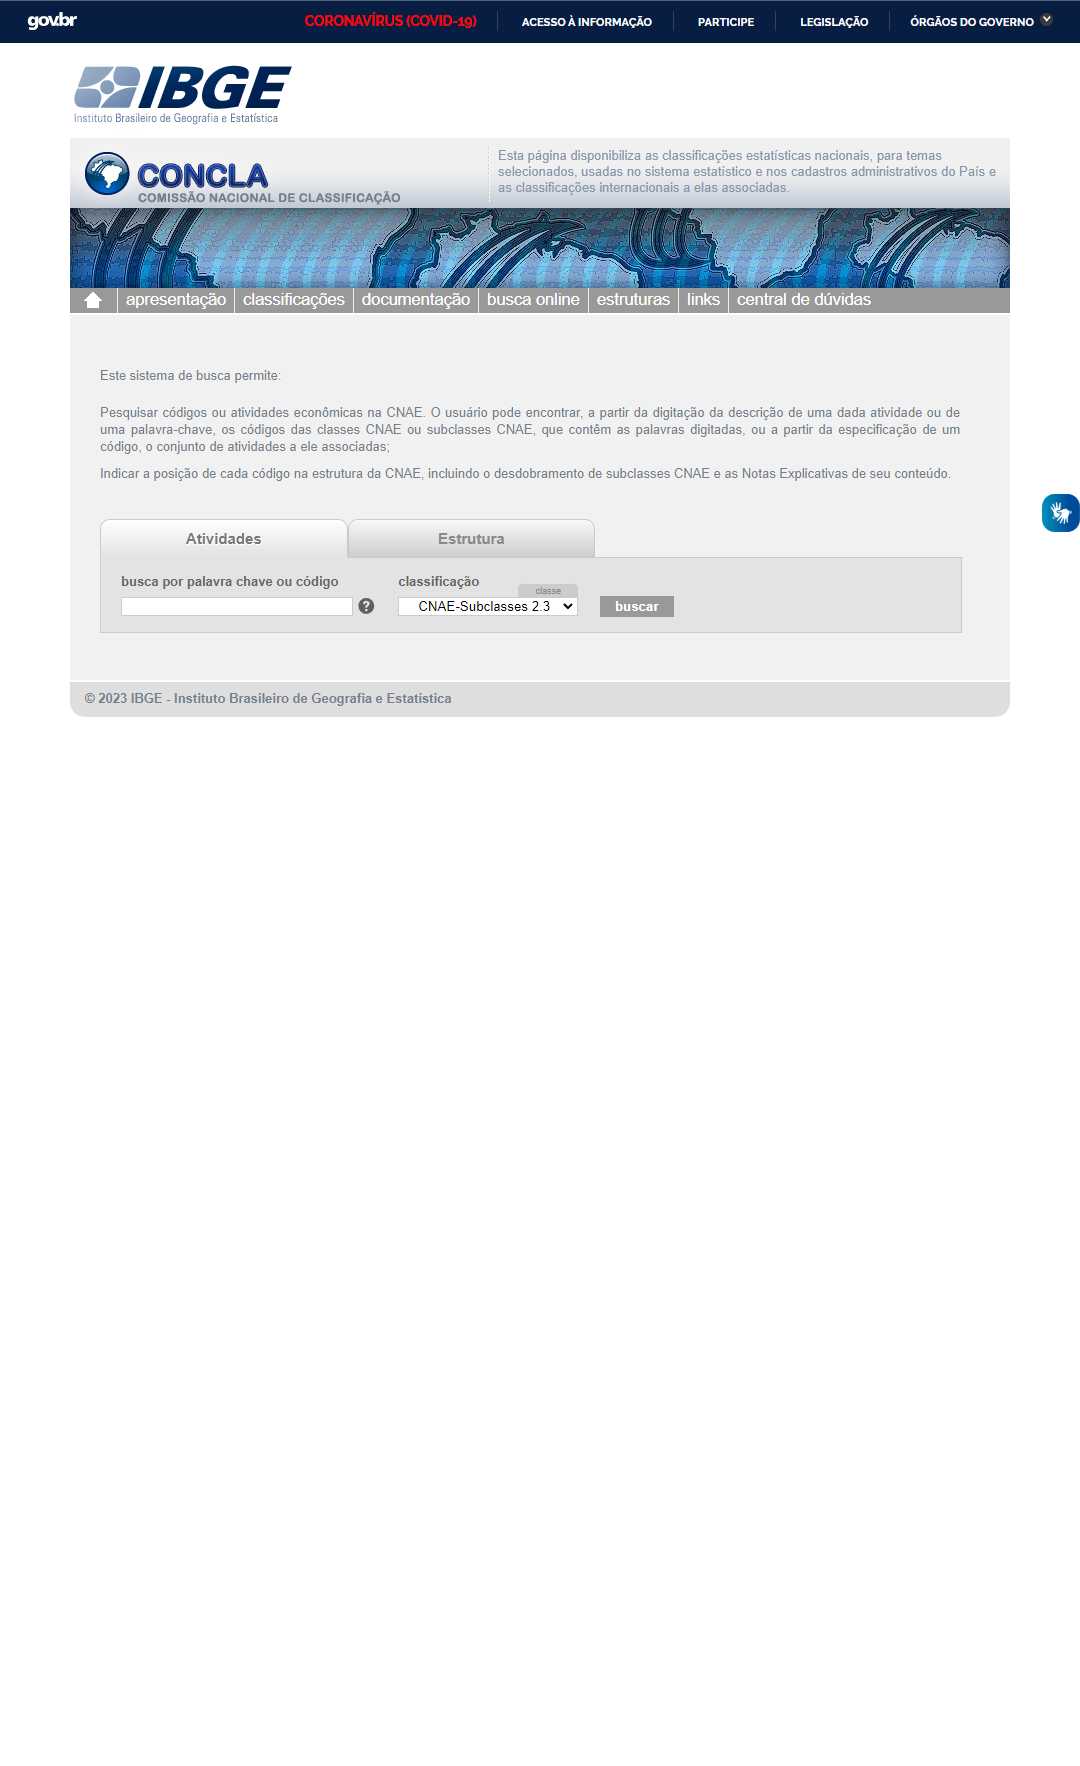 gov.br
CORONAVÍRUS (COVID-19)
ACESSO À INFORMAÇÃO
PARTICIPE
LEGISLAÇÃO
ÓRGÃOS DO GOVERNO
IBGE
Instituto Brasileiro de Geografia e Estatística
CONCLA
COMISSÃO NACIONAL DE CLASSIFICAÇÃO
Esta página disponibiliza as classificações estatísticas nacionais, para temas
selecionados, usadas no sistema estatístico e nos cadastros administrativos do País e
as classificações internacionais a elas associadas.
apresentação
classificações
documentação
busca online
estruturas
links
central de dúvidas
Este sistema de busca permite:
Pesquisar códigos ou atividades econômicas na CNAE. O usuário pode encontrar, a partir da digitação da descrição de uma dada atividade ou de
uma palavra-chave, os códigos das classes CNAE ou subclasses CNAE, que contêm as palavras digitadas, ou a partir da especificação de um
código, o conjunto de atividades a ele associadas;
Indicar a posição de cada código na estrutura da CNAE, incluindo o desdobramento de subclasses CNAE e as Notas Explicativas de seu conteúdo.
Atividades
Estrutura
busca por palavra chave ou código
classificação
classe
?
CNAE-Subclasses 2.3
buscar
© 2023 IBGE - Instituto Brasileiro de Geografia e Estatística